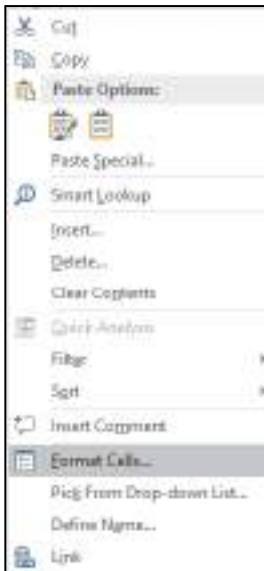 Cut
Copy
Paste Options:
Paste Special...
Smart Lookup
Insert...
Delete...
Clear Contents
Quick Analysis
Filter
Sort
Insert Comment
Format Cells...
Pick From Drop-down List...
Define Name...
Link